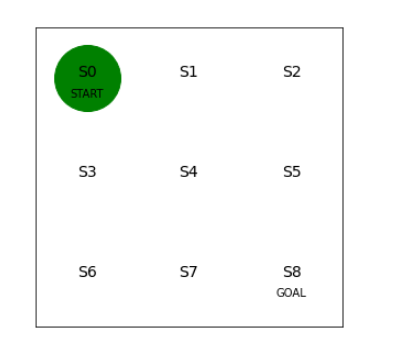 S0 S1 S2
START
S3 S4 S5
S6 S7 S8
GOAL